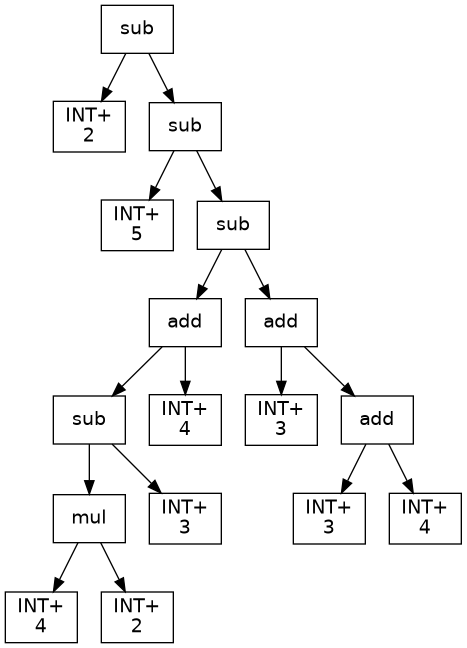 sub
INT+
2
sub
INT+
5
sub
add
add
sub
INT+
4
INT+
3
add
mul
INT+
3
INT+
3
INT+
4
INT+
4
INT+
2